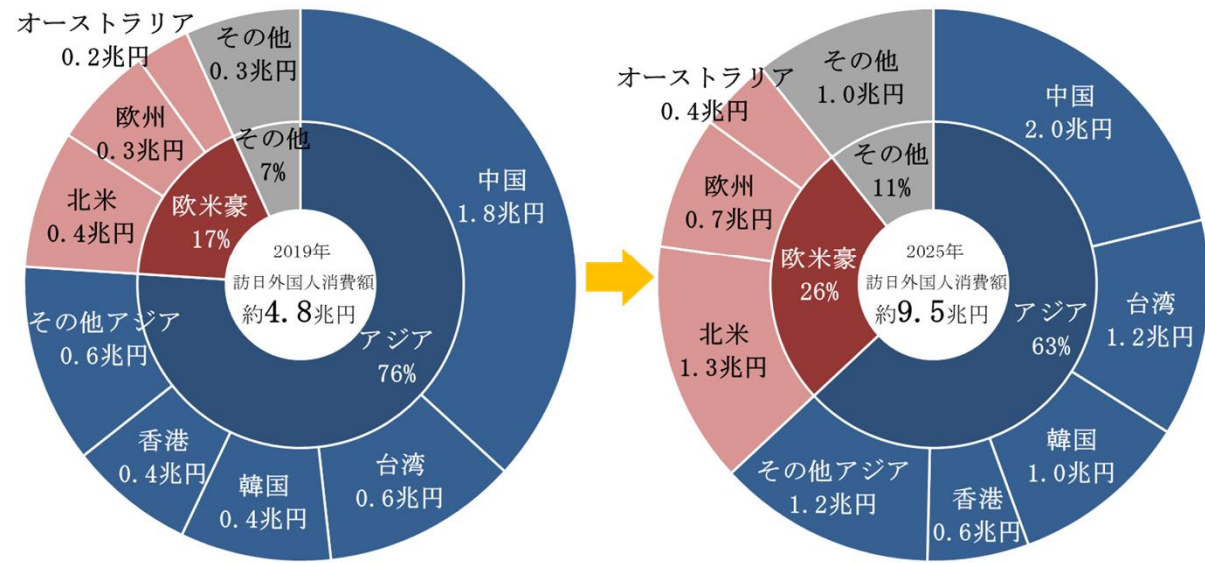 オーストラリア
0.2兆円
その他
0.3兆円
欧州
0.3兆円
その他
7%
中国
1.8兆円
北米
0.4兆円
欧米豪
17%
2019年
訪日外国人消費額
約4.8兆円
その他アジア
0.6兆円
アジア
76%
香港
0.4兆円
韓国
0.4兆円
台湾
0.6兆円
オーストラリア
0.4兆円
その他
1.0兆円
中国
2.0兆円
その他
11%
欧州
0.7兆円
欧米豪
26%
2025年
訪日外国人消費額
約9.5兆円
アジア
63%
台湾
1.2兆円
北米
1.3兆円
韓国
1.0兆円
その他アジア
1.2兆円
香港
0.6兆円